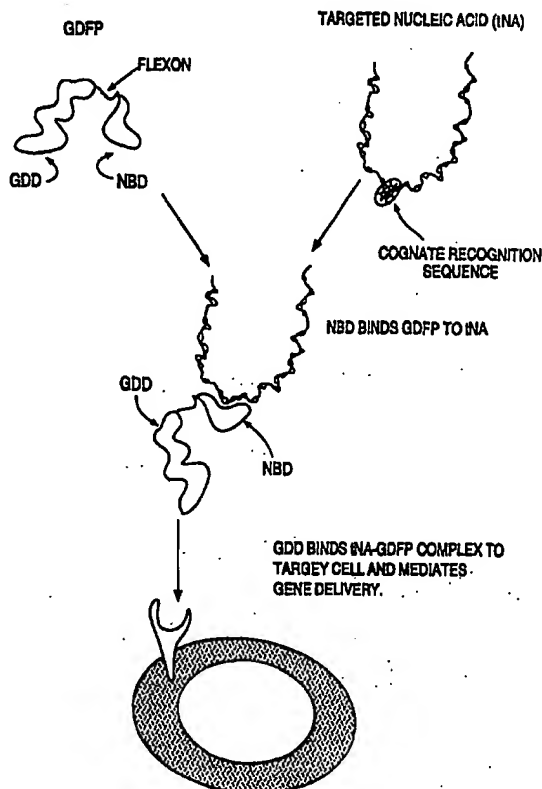 GDFP
FLEXON
GDD
NBD
TARGETED NUCLEIC ACID (tNA)
COGNATE RECOGNITION
SEQUENCE
NBD BINDS GDFP TO tNA
GDD
NBD
GDD BINDS tNA-GDFP COMPLEX TO
TARGEY CELL AND MEDIATES
GENE DELIVERY.